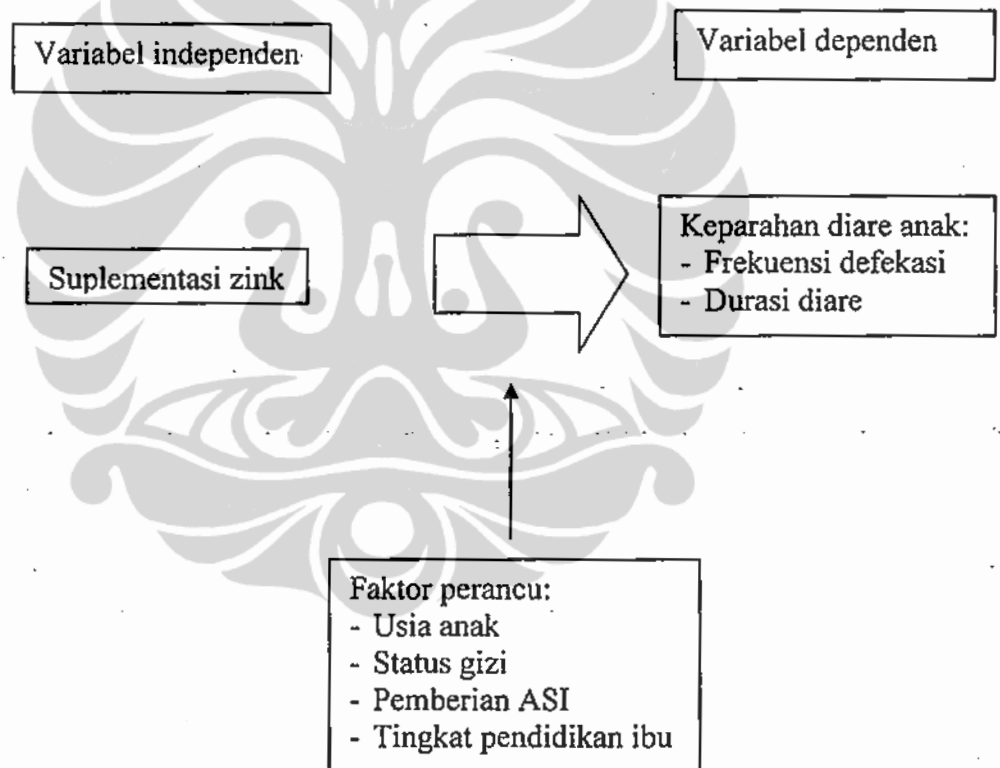 Variabel independen
Variabel dependen
Suplementasi zink
Keparahan diare anak:
- Frekuensi defekasi
- Durasi diare
Faktor perancu:
- Usia anak
- Status gizi
- Pemberian ASI
- Tingkat pendidikan ibu